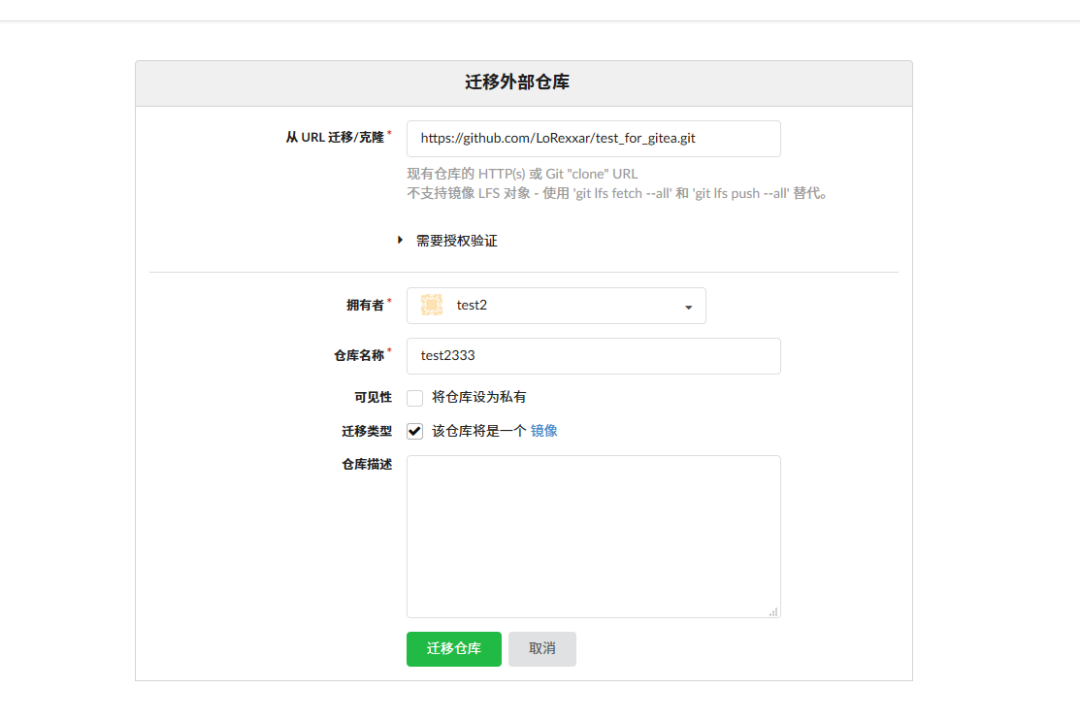 迁移外部仓库
从 URL 迁移/克隆*
https://github.com/LoRexxar/test_for_gitea.git
现有仓库的 HTTP(s) 或 Git "clone" URL
不支持镜像 LFS 对象 - 使用 'git lfs fetch --all' 和 'git lfs push --all' 替代。
需要授权验证
拥有者* test2
仓库名称* test2333
可见性 将仓库设为私有
迁移类型 该仓库将是一个 镜像
仓库描述
迁移仓库 取消